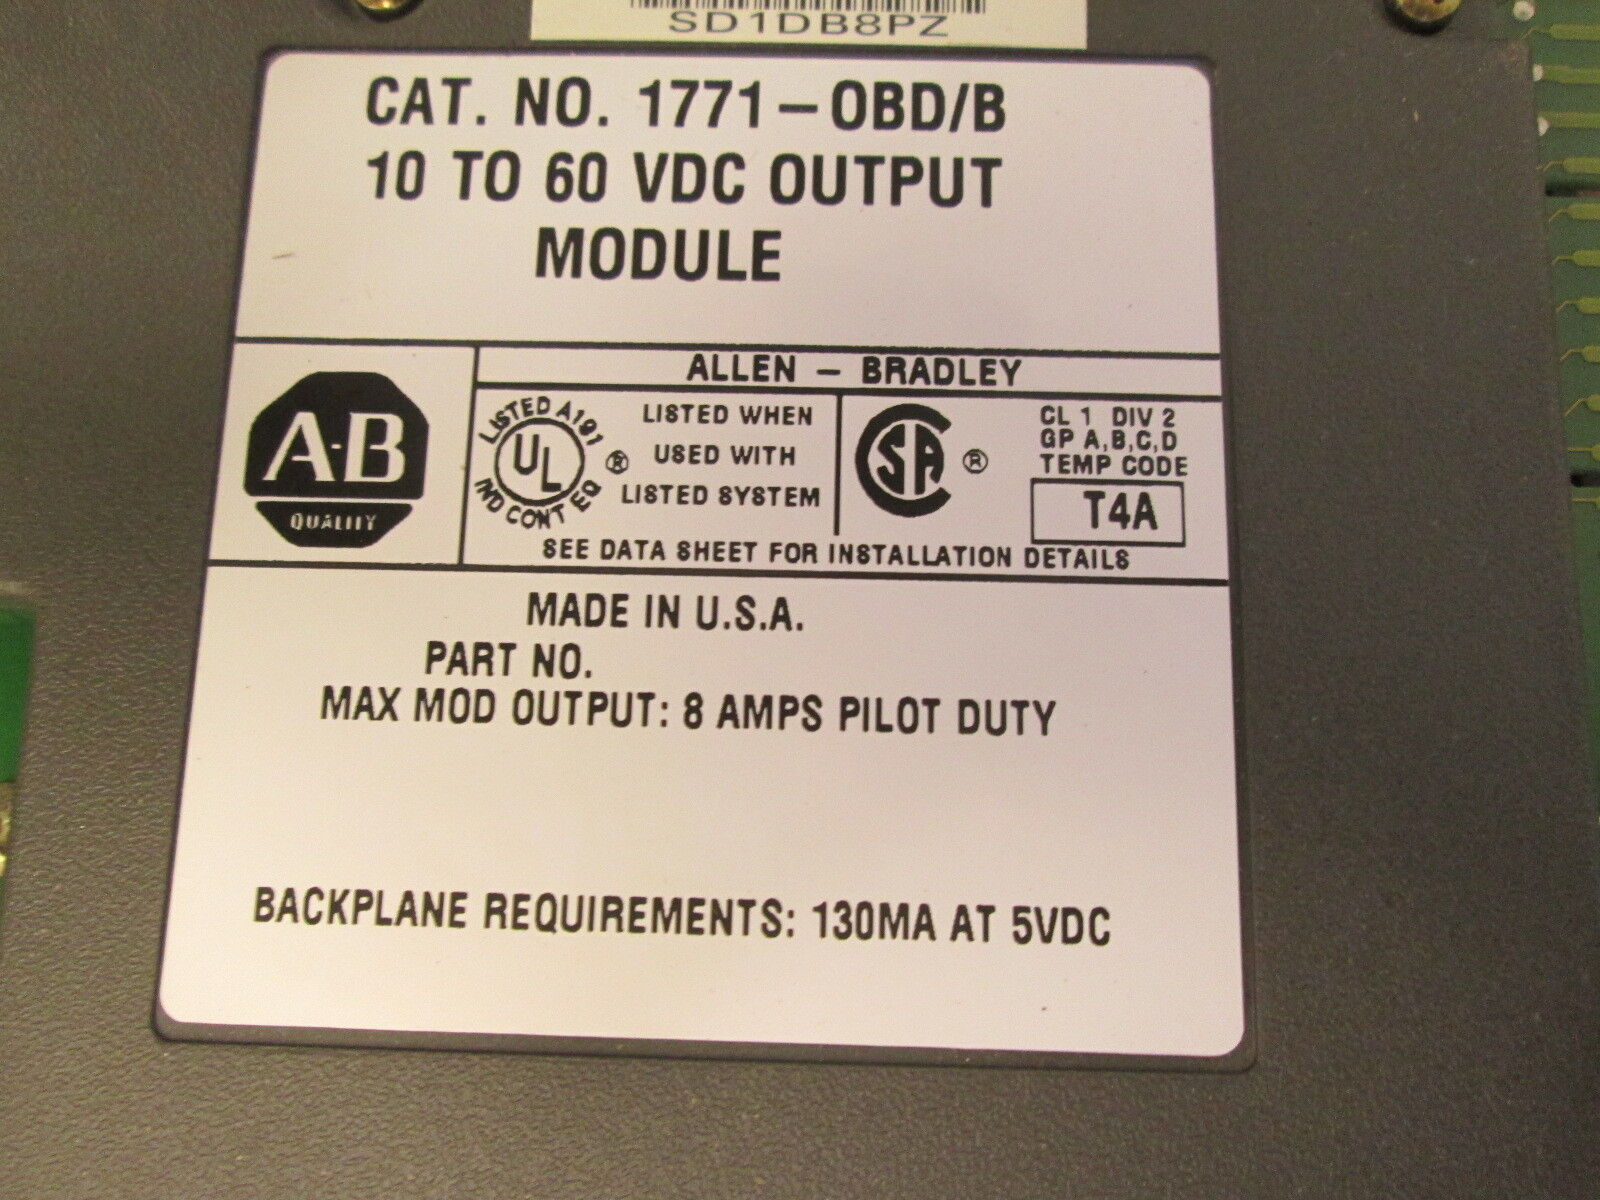 SD1DB8PZ
CAT. NO. 1771-OBD/B
10 TO 60 VDC OUTPUT
MODULE
ALLEN - BRADLEY
A-B
QUALITY
LISTED A191
UL
®
IND CONT EQ
LISTED WHEN
USED WITH
LISTED SYSTEM
SA
®
CL 1 DIV 2
GP A,B,C,D
TEMP CODE
T4A
SEE DATA SHEET FOR INSTALLATION DETAILS
MADE IN U.S.A.
PART NO.
MAX MOD OUTPUT: 8 AMPS PILOT DUTY
BACKPLANE REQUIREMENTS: 130MA AT 5VDC